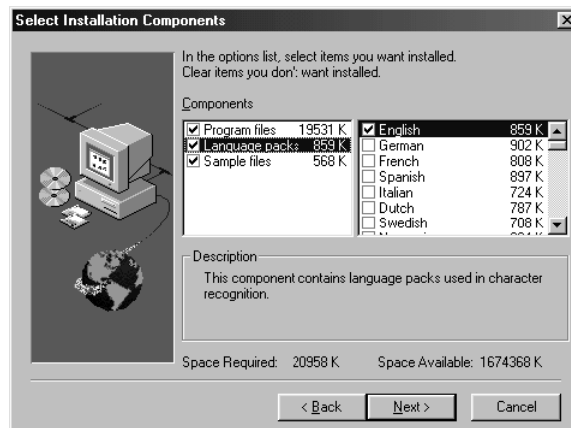 Select Installation Components
In the options list, select items you want installed.
Clear items you don't want installed.
Components
Program files 19531 K
Language packs 859 K
Sample files 568 K
English 859 K
German 902 K
French 808 K
Spanish 897 K
Italian 724 K
Dutch 787 K
Swedish 708 K
Description
This component contains language packs used in character
recognition.
Space Required: 20958 K Space Available: 1674368 K
< Back Next > Cancel